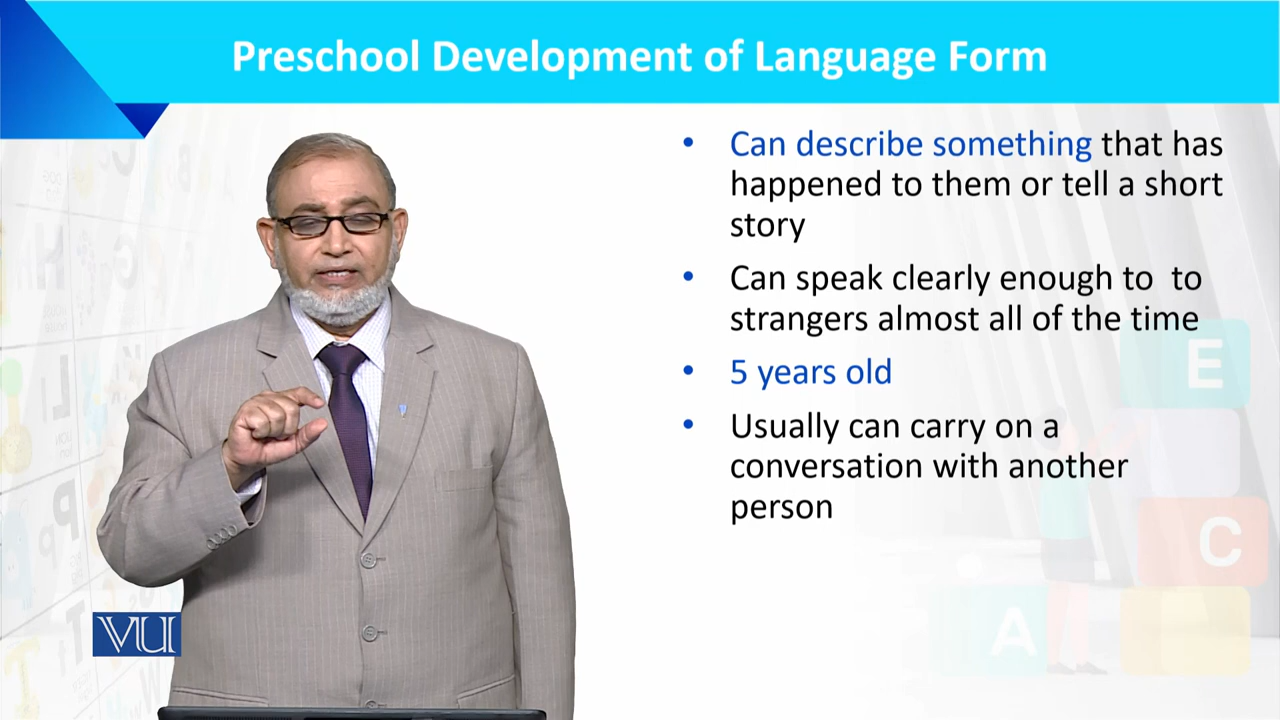 Preschool Development of Language Form
• Can describe something that has
happened to them or tell a short
story
• Can speak clearly enough to  to
strangers almost all of the time
• 5 years old
• Usually can carry on a
conversation with another
person
E
C
A
VU